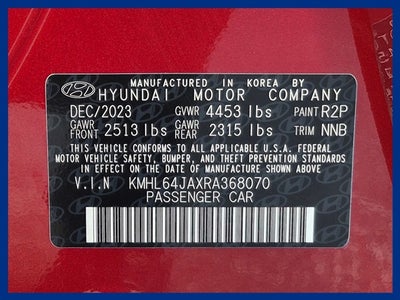 MANUFACTURED IN KOREA BY
HYUNDAI MOTOR COMPANY
DEC/2023 GVWR 4453 lbs PAINT R2P
GAWR FRONT 2513 lbs GAWR REAR 2315 lbs TRIM NNB
THIS VEHICLE CONFORMS TO ALL APPLICABLE U.S. FEDERAL
MOTOR VEHICLE SAFETY, BUMPER, AND THEFT PREVENTION
STANDARDS IN EFFECT ON THE DATE OF MANUFACTURE SHOWN ABOVE.
V.I.N KMHL64JAXRA368070
PASSENGER CAR